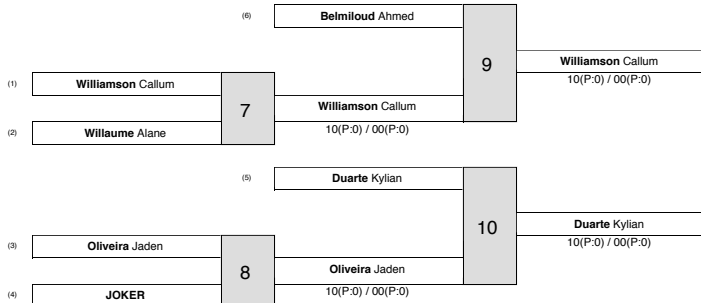 (6)
Belmiloud Ahmed
9
Williamson Callum
10(P:0) / 00(P:0)
(1)
Williamson Callum
7
Williamson Callum
10(P:0) / 00(P:0)
(2)
Willaume Alane
(5)
Duarte Kylian
10
Duarte Kylian
10(P:0) / 00(P:0)
(3)
Oliveira Jaden
8
Oliveira Jaden
10(P:0) / 00(P:0)
(4)
JOKER